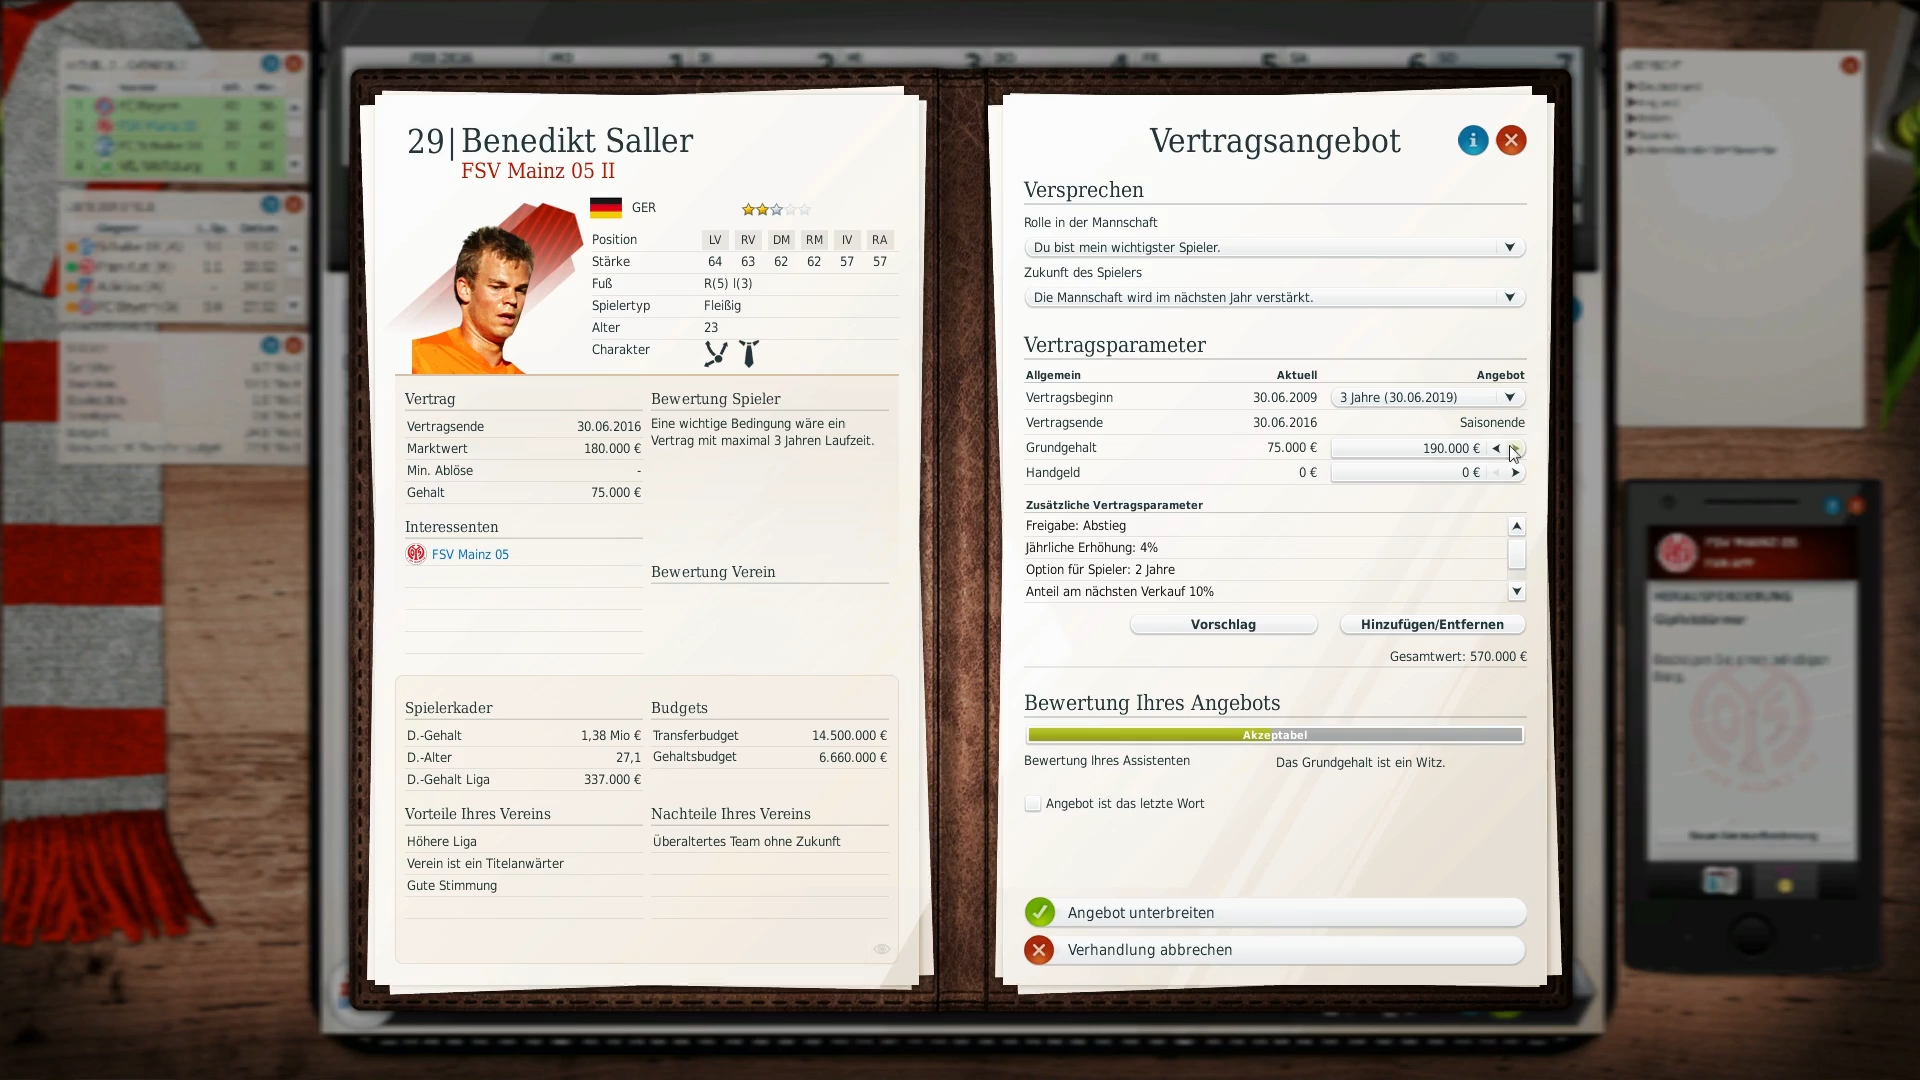 29|Benedikt Saller
FSV Mainz 05 II
GER
Position LV RV DM RM IV RA
Stärke 64 63 62 62 57 57
Fuß R(5) l(3)
Spielertyp Fleißig
Alter 23
Charakter
Vertrag
Vertragsende 30.06.2016
Marktwert 180.000 €
Min. Ablöse -
Gehalt 75.000 €
Bewertung Spieler
Eine wichtige Bedingung wäre ein
Vertrag mit maximal 3 Jahren Laufzeit.
Interessenten
FSV Mainz 05
Bewertung Verein
Spielerkader
D.-Gehalt 1,38 Mio €
D.-Alter 27,1
D.-Gehalt Liga 337.000 €
Budgets
Transferbudget 14.500.000 €
Gehaltsbudget 6.660.000 €
Vorteile Ihres Vereins
Höhere Liga
Verein ist ein Titelanwärter
Gute Stimmung
Nachteile Ihres Vereins
Überaltertes Team ohne Zukunft
Vertragsangebot
Versprechen
Rolle in der Mannschaft
Du bist mein wichtigster Spieler.
Zukunft des Spielers
Die Mannschaft wird im nächsten Jahr verstärkt.
Vertragsparameter
Allgemein Aktuell Angebot
Vertragsbeginn 30.06.2009 3 Jahre (30.06.2019)
Vertragsende 30.06.2016 Saisonende
Grundgehalt 75.000 € 190.000 €
Handgeld 0 € 0 €
Zusätzliche Vertragsparameter
Freigabe: Abstieg
Jährliche Erhöhung: 4%
Option für Spieler: 2 Jahre
Anteil am nächsten Verkauf 10%
Vorschlag Hinzufügen/Entfernen
Gesamtwert: 570.000 €
Bewertung Ihres Angebots
Akzeptabel
Bewertung Ihres Assistenten Das Grundgehalt ist ein Witz.
Angebot ist das letzte Wort
Angebot unterbreiten
Verhandlung abbrechen